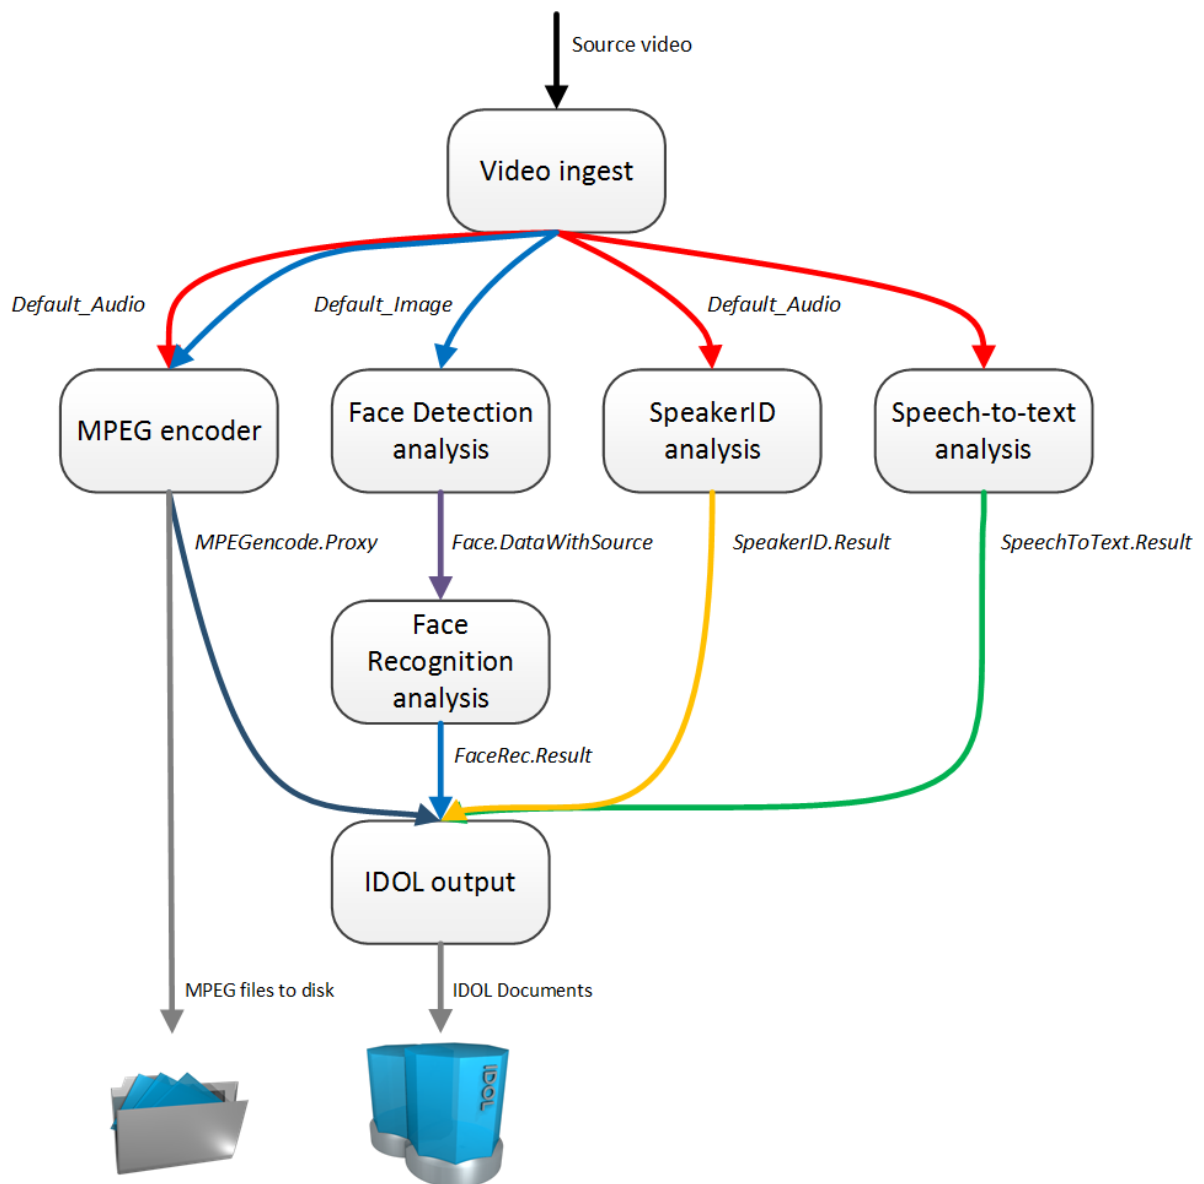 Source video
Video ingest
Default_Audio
Default_Image
Default_Audio
MPEG encoder
Face Detection
analysis
SpeakerID
analysis
Speech-to-text
analysis
MPEGencode.Proxy
Face.DataWithSource
SpeakerID.Result
SpeechToText.Result
Face
Recognition
analysis
FaceRec.Result
IDOL output
MPEG files to disk
IDOL Documents
IDOL